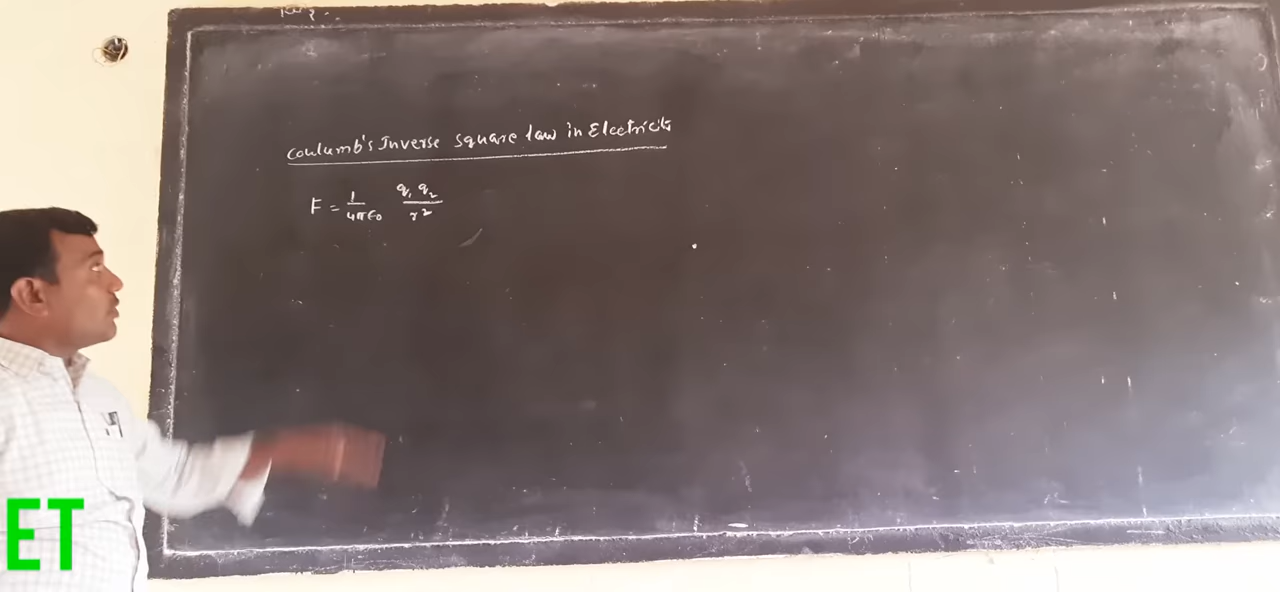 Coulumb's Inverse square law in Electricity
F = 1/4πε₀ q₁ q₂/r²
ET